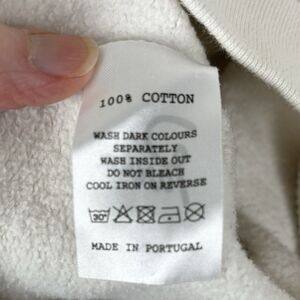 100% COTTON
WASH DARK COLOURS
SEPARATELY
WASH INSIDE OUT
DO NOT BLEACH
COOL IRON ON REVERSE
30°
MADE IN PORTUGAL